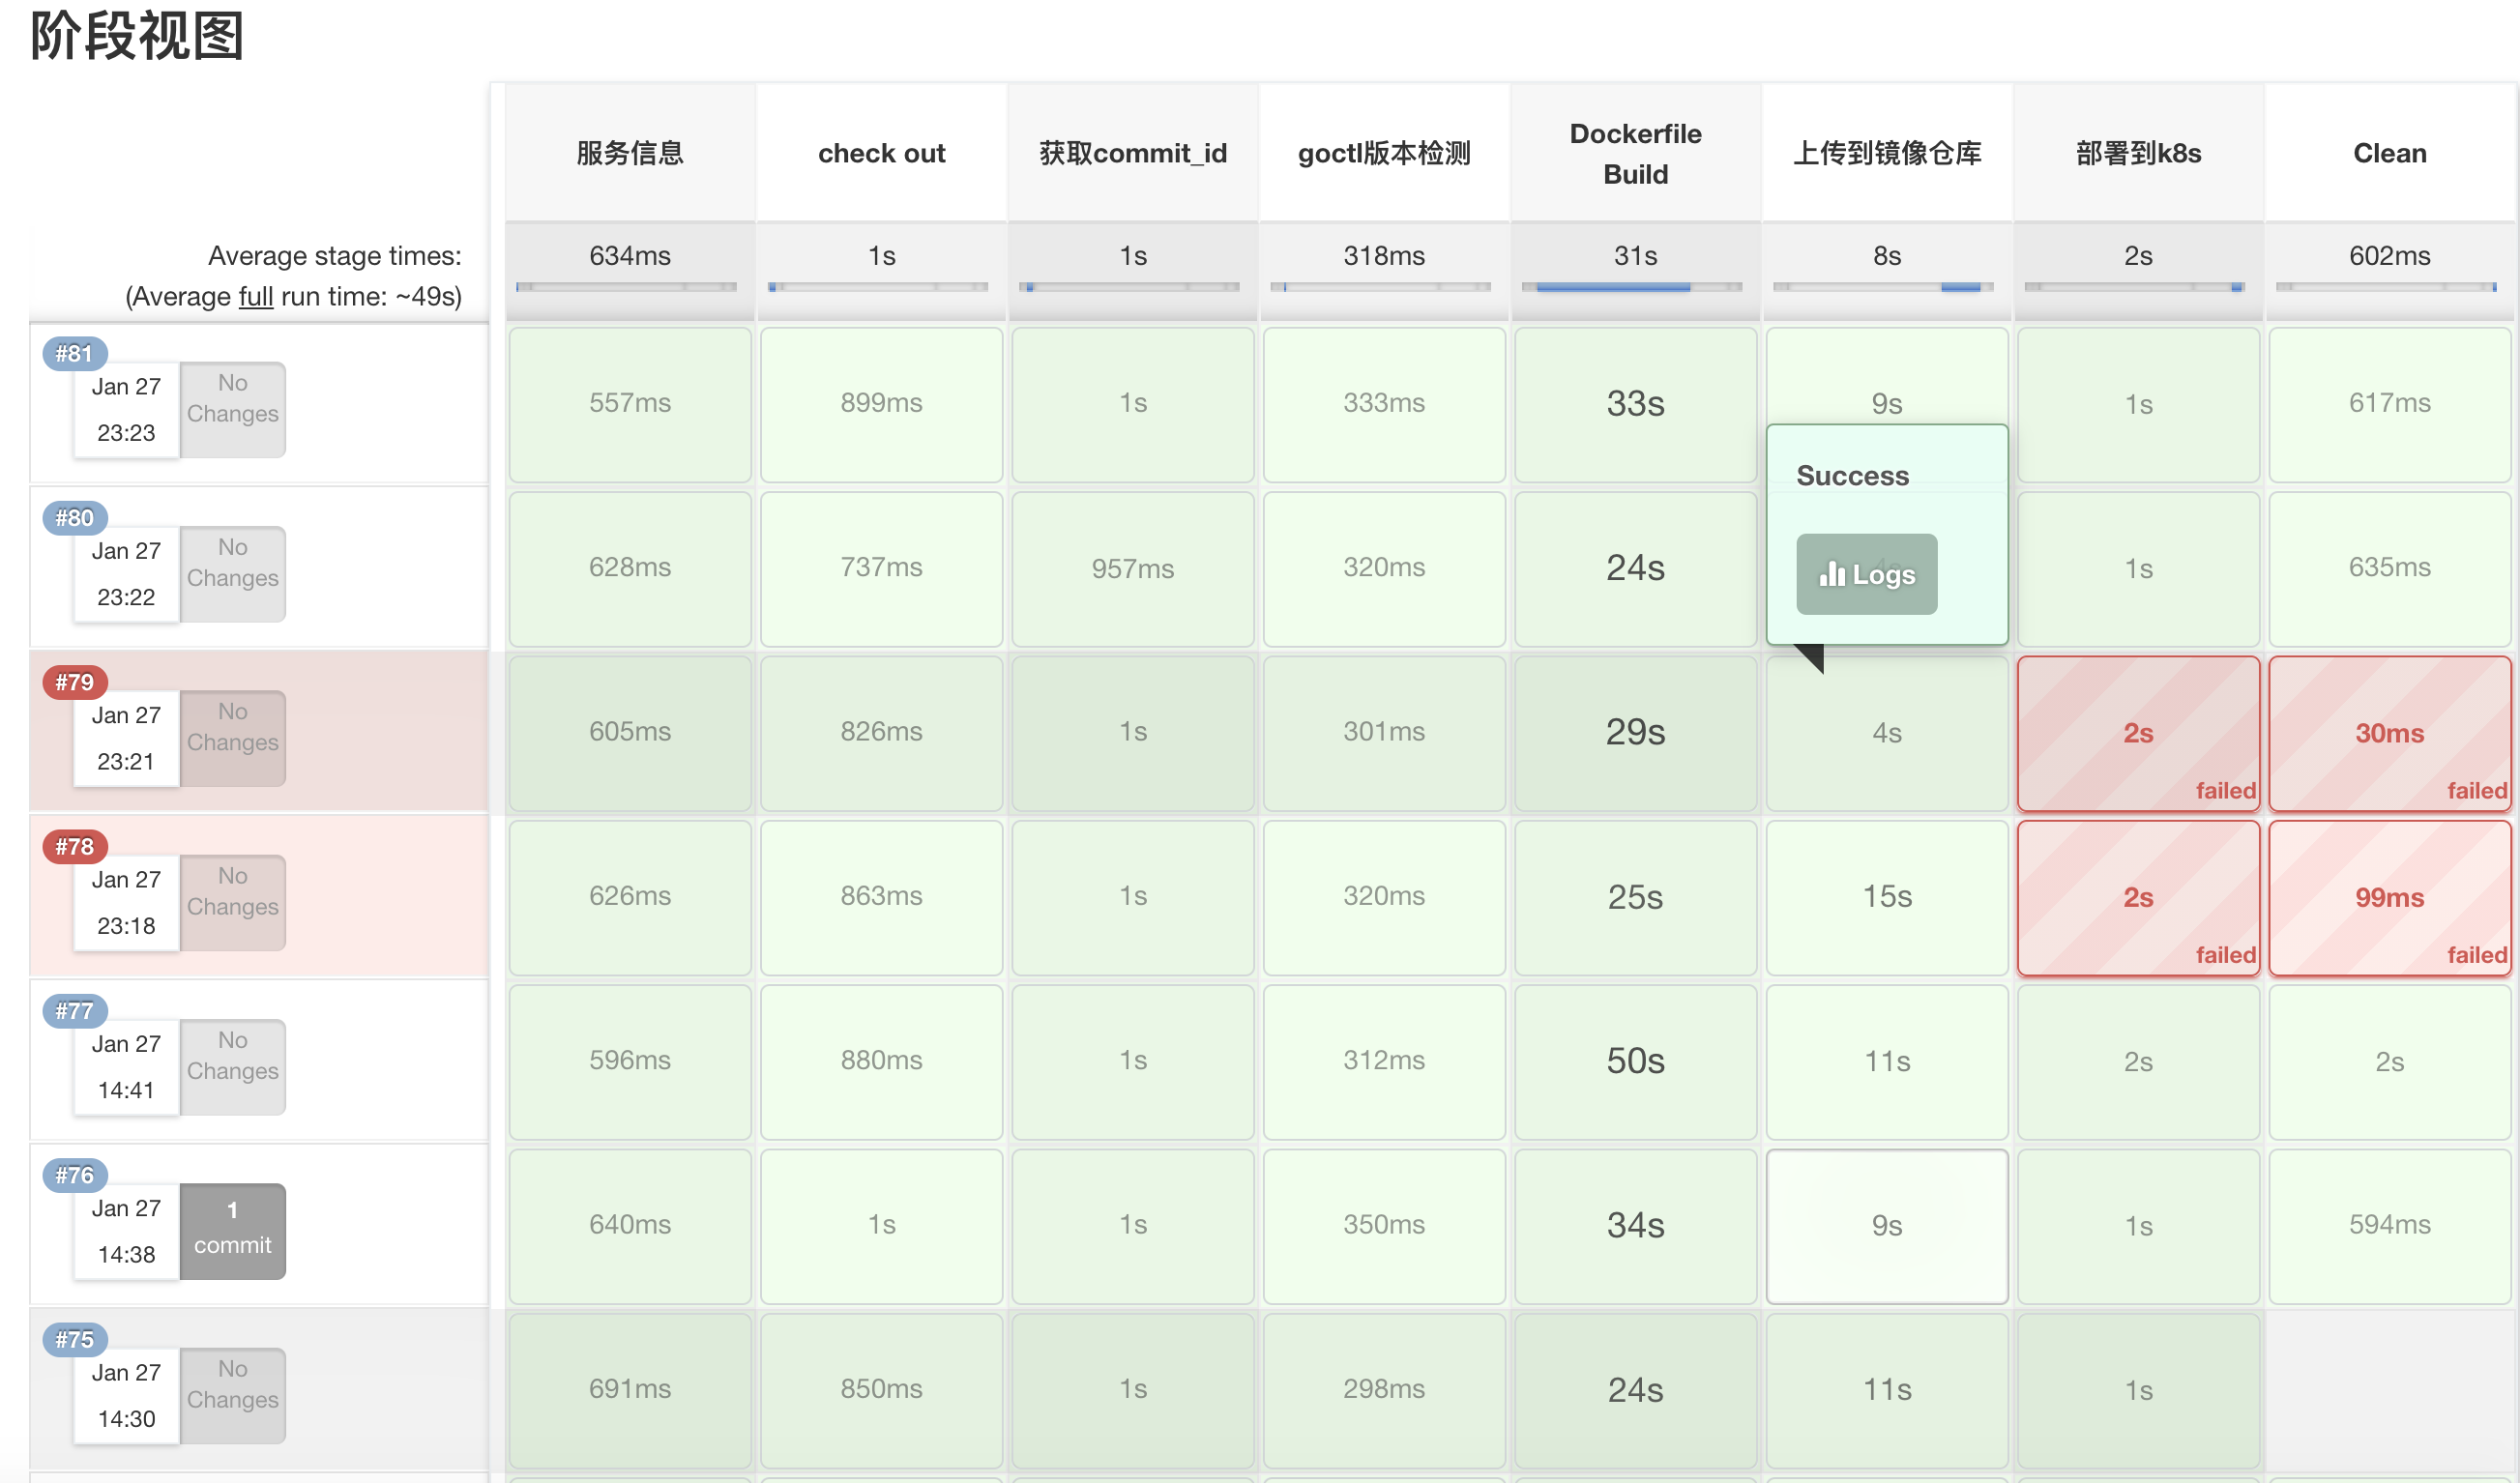 阶段视图
服务信息
check out
获取commit_id
goctl版本检测
Dockerfile
Build
上传到镜像仓库
部署到k8s
Clean
Average stage times:
(Average full run time: ~49s)
634ms
1s
1s
318ms
31s
8s
2s
602ms
#81
Jan 27
23:23
No
Changes
557ms
899ms
1s
333ms
33s
9s
1s
617ms
Success
Logs
#80
Jan 27
23:22
No
Changes
628ms
737ms
957ms
320ms
24s
1s
635ms
#79
Jan 27
23:21
No
Changes
605ms
826ms
1s
301ms
29s
4s
2s
failed
30ms
failed
#78
Jan 27
23:18
No
Changes
626ms
863ms
1s
320ms
25s
15s
2s
failed
99ms
failed
#77
Jan 27
14:41
No
Changes
596ms
880ms
1s
312ms
50s
11s
2s
2s
#76
Jan 27
14:38
1
commit
640ms
1s
1s
350ms
34s
9s
1s
594ms
#75
Jan 27
14:30
No
Changes
691ms
850ms
1s
298ms
24s
11s
1s